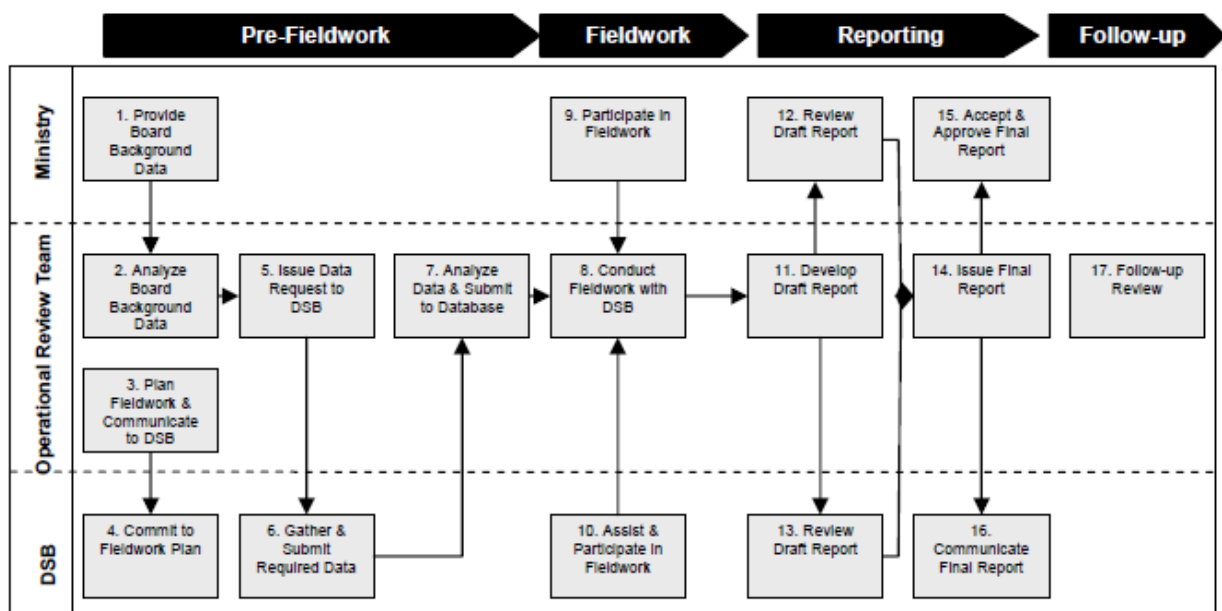 Pre-Fieldwork
Fieldwork
Reporting
Follow-up
Ministry
1. Provide
Board
Background
Data
9. Participate in
Fieldwork
12. Review
Draft Report
15. Accept &
Approve Final
Report
Operational Review Team
2. Analyze
Board
Background
Data
5. Issue Data
Request to
DSB
7. Analyze
Data & Submit
to Database
8. Conduct
Fieldwork with
DSB
11. Develop
Draft Report
14. Issue Final
Report
17. Follow-up
Review
3. Plan
Fieldwork &
Communicate
to DSB
DSB
4. Commit to
Fieldwork Plan
6. Gather &
Submit
Required Data
10. Assist &
Participate in
Fieldwork
13. Review
Draft Report
16.
Communicate
Final Report